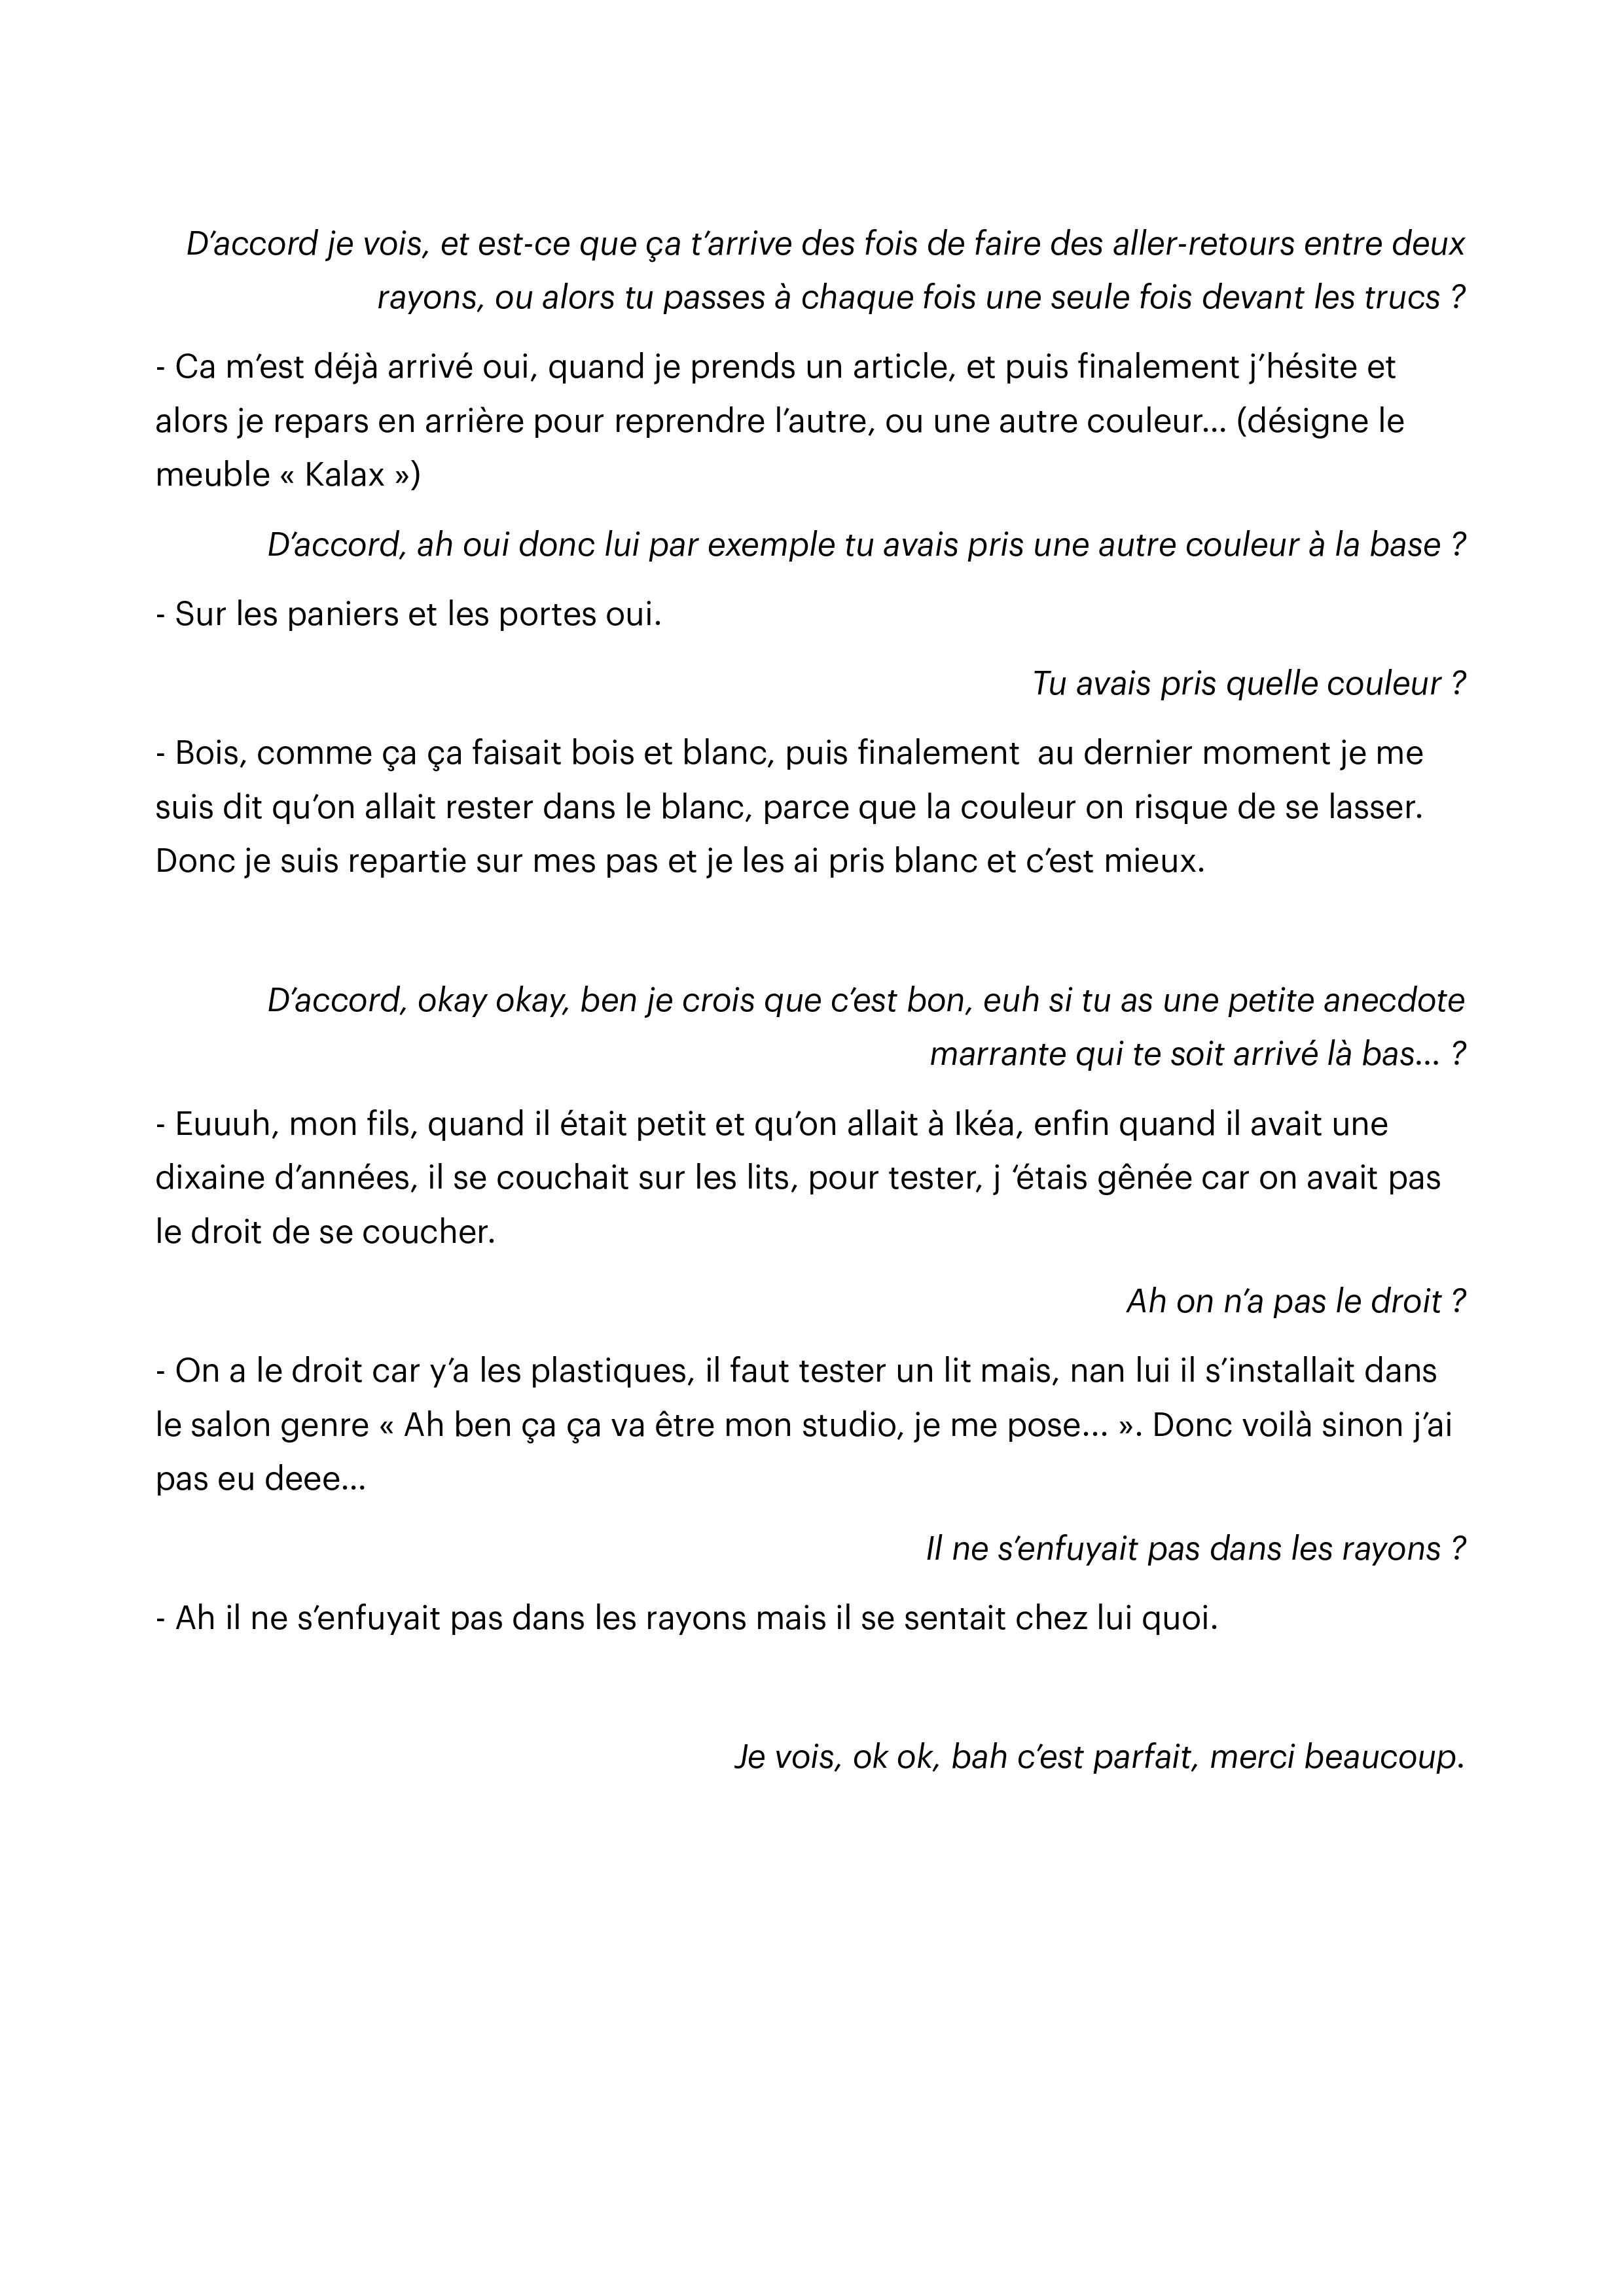 D’accord je vois, et est-ce que ça t’arrive des fois de faire des aller-retours entre deux
rayons, ou alors tu passes à chaque fois une seule fois devant les trucs ?
- Ca m’est déjà arrivé oui, quand je prends un article, et puis finalement j’hésite et
alors je repars en arrière pour reprendre l’autre, ou une autre couleur… (désigne le
meuble « Kalax »)
D’accord, ah oui donc lui par exemple tu avais pris une autre couleur à la base ?
- Sur les paniers et les portes oui.
Tu avais pris quelle couleur ?
- Bois, comme ça ça faisait bois et blanc, puis finalement  au dernier moment je me
suis dit qu’on allait rester dans le blanc, parce que la couleur on risque de se lasser.
Donc je suis repartie sur mes pas et je les ai pris blanc et c’est mieux.
D’accord, okay okay, ben je crois que c’est bon, euh si tu as une petite anecdote
marrante qui te soit arrivé là bas… ?
- Euuuh, mon fils, quand il était petit et qu’on allait à Ikéa, enfin quand il avait une
dixaine d’années, il se couchait sur les lits, pour tester, j ‘étais gênée car on avait pas
le droit de se coucher.
Ah on n’a pas le droit ?
- On a le droit car y’a les plastiques, il faut tester un lit mais, nan lui il s’installait dans
le salon genre « Ah ben ça ça va être mon studio, je me pose… ». Donc voilà sinon j’ai
pas eu deee…
Il ne s’enfuyait pas dans les rayons ?
- Ah il ne s’enfuyait pas dans les rayons mais il se sentait chez lui quoi.
Je vois, ok ok, bah c’est parfait, merci beaucoup.